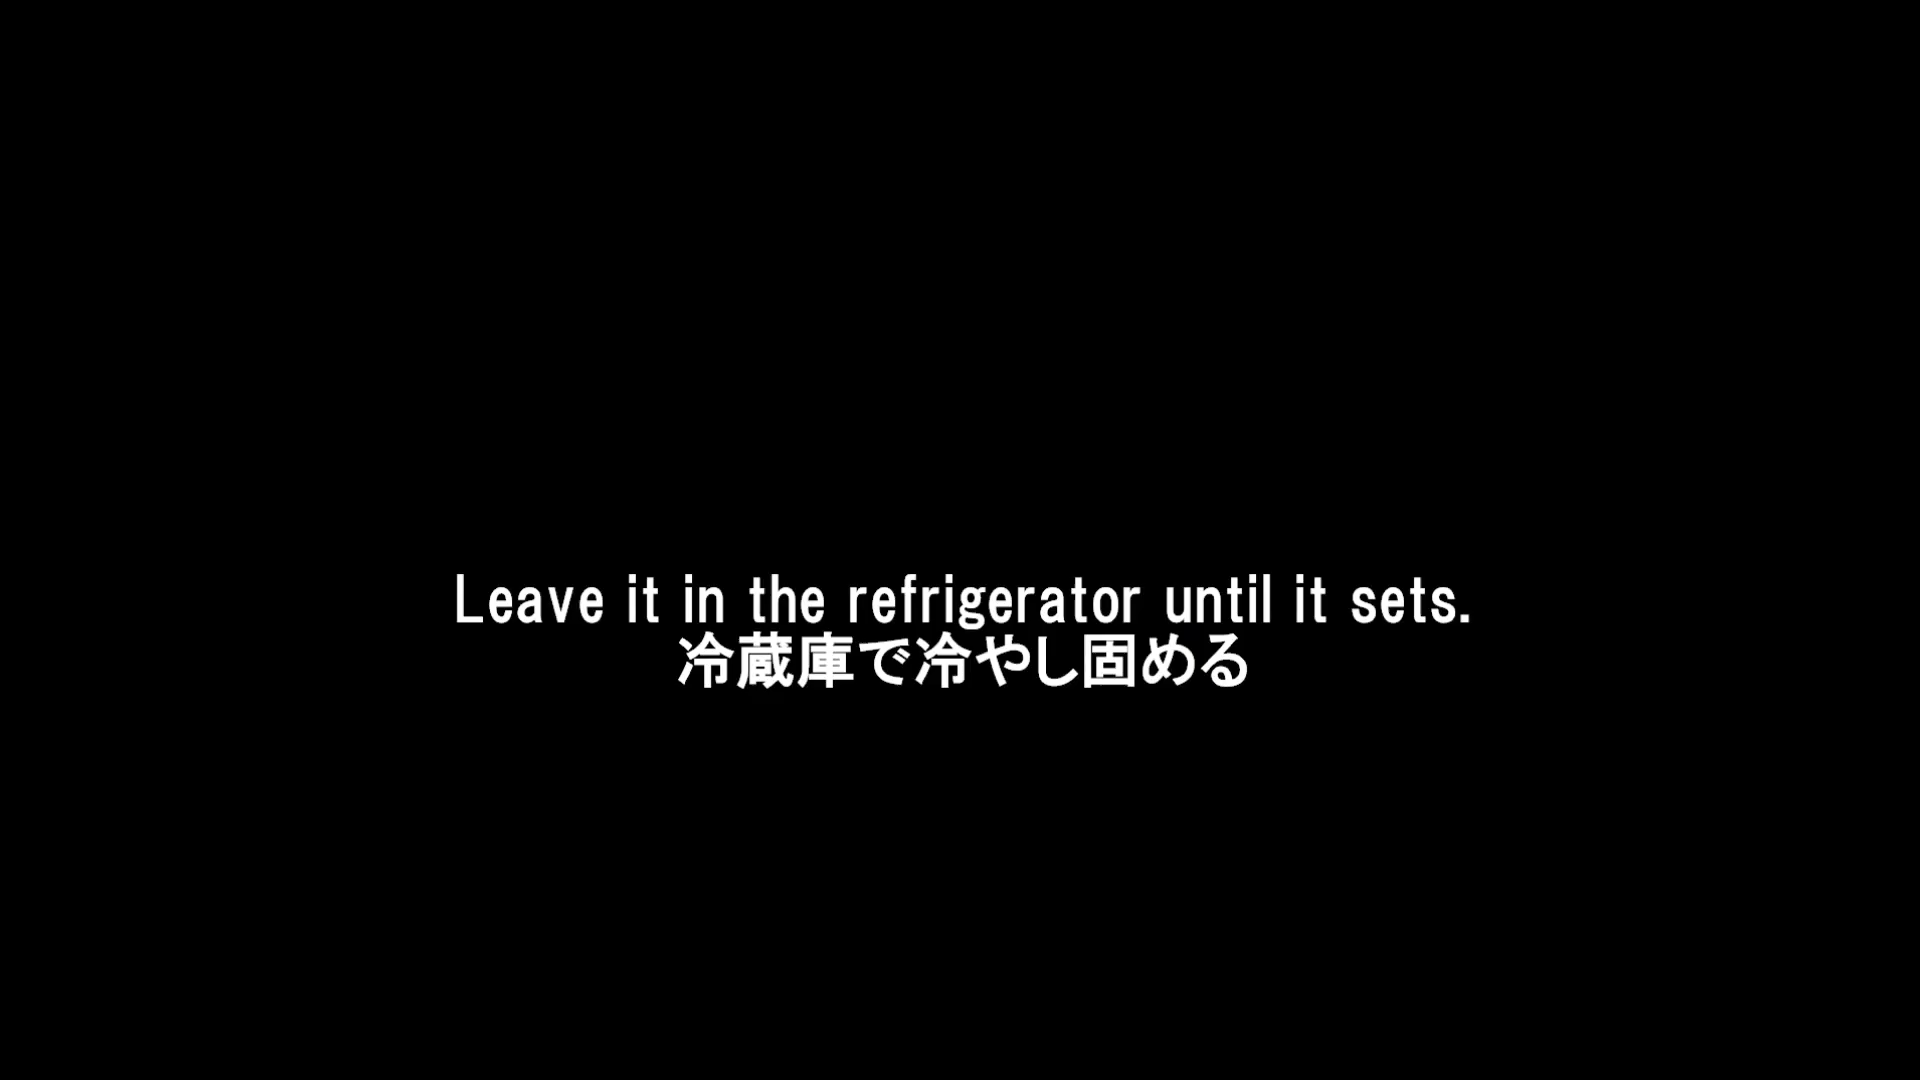 Leave it in the refrigerator until it sets.
冷蔵庫で冷やし固める